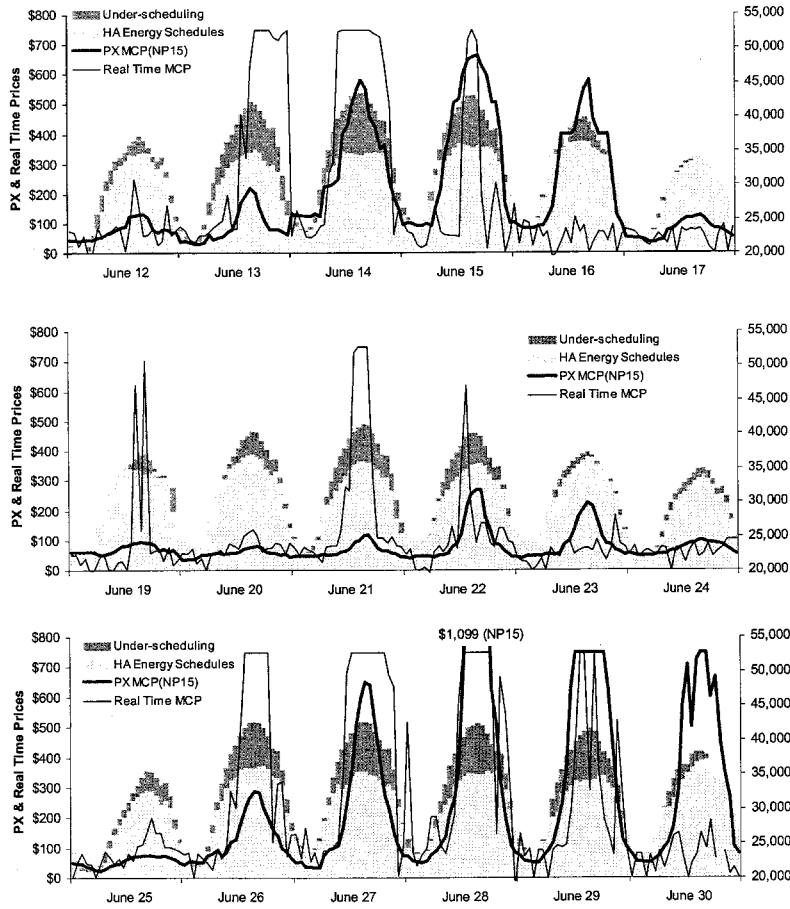 $800
$700
$600
$500
$400
$300
$200
$100
$0
PX & Real Time Prices
Under-scheduling
HA Energy Schedules
PX MCP(NP15)
Real Time MCP
55,000
50,000
45,000
40,000
35,000
30,000
25,000
20,000
June 12
June 13
June 14
June 15
June 16
June 17
$800
$700
$600
$500
$400
$300
$200
$100
$0
PX & Real Time Prices
Under-scheduling
HA Energy Schedules
PX MCP(NP15)
Real Time MCP
55,000
50,000
45,000
40,000
35,000
30,000
25,000
20,000
June 19
June 20
June 21
June 22
June 23
June 24
$800
$700
$600
$500
$400
$300
$200
$100
$0
PX & Real Time Prices
Under-scheduling
HA Energy Schedules
PX MCP(NP15)
Real Time MCP
$1,099 (NP15)
55,000
50,000
45,000
40,000
35,000
30,000
25,000
20,000
June 25
June 26
June 27
June 28
June 29
June 30